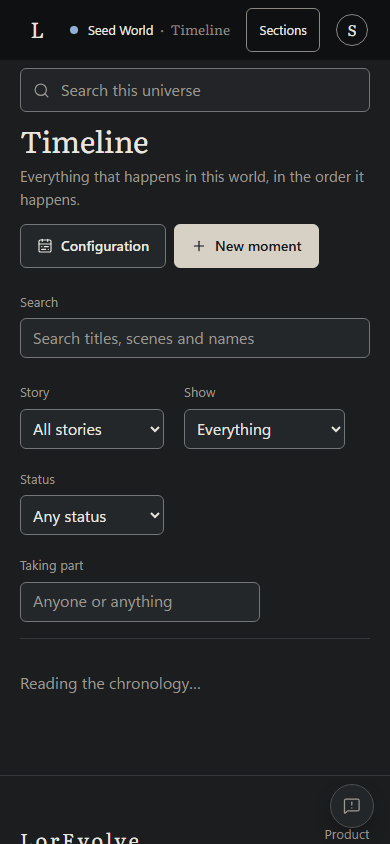 L
Seed World · Timeline
Sections
S
Search this universe
Timeline
Everything that happens in this world, in the order it
happens.
Configuration
New moment
Search
Search titles, scenes and names
Story
Show
All stories
Everything
Status
Any status
Taking part
Anyone or anything
Reading the chronology...
Product
LorEvolve